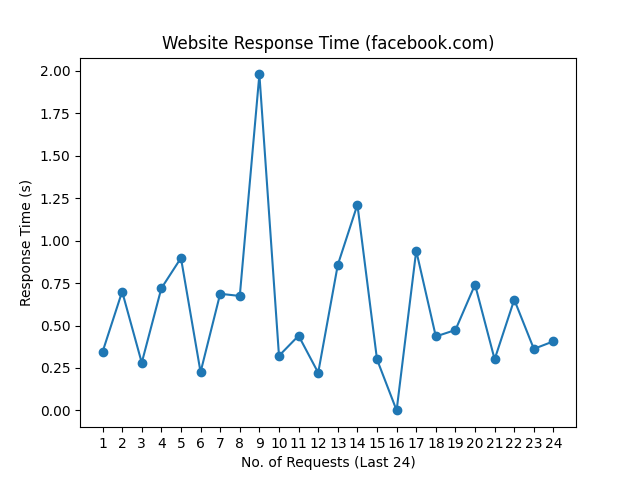 Website Response Time (facebook.com)
Response Time (s)
2.00
1.75
1.50
1.25
1.00
0.75
0.50
0.25
0.00
1 2 3 4 5 6 7 8 9 10 11 12 13 14 15 16 17 18 19 20 21 22 23 24
No. of Requests (Last 24)